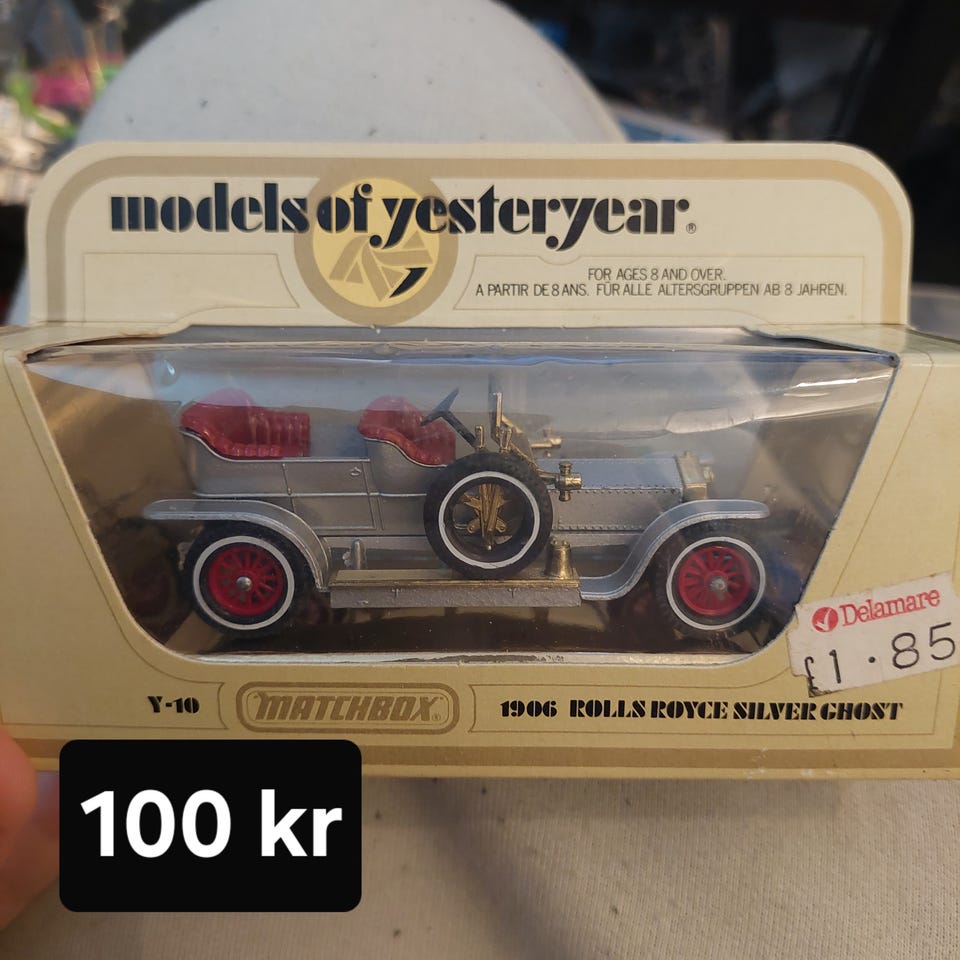 models of yesteryear®
FOR AGES 8 AND OVER.
A PARTIR DE 8 ANS. FÜR ALLE ALTERSGRUPPEN AB 8 JAHREN.
Delamare
£1.85
Y-10
MATCHBOX®
1906 ROLLS ROYCE SILVER GHOST
100 kr